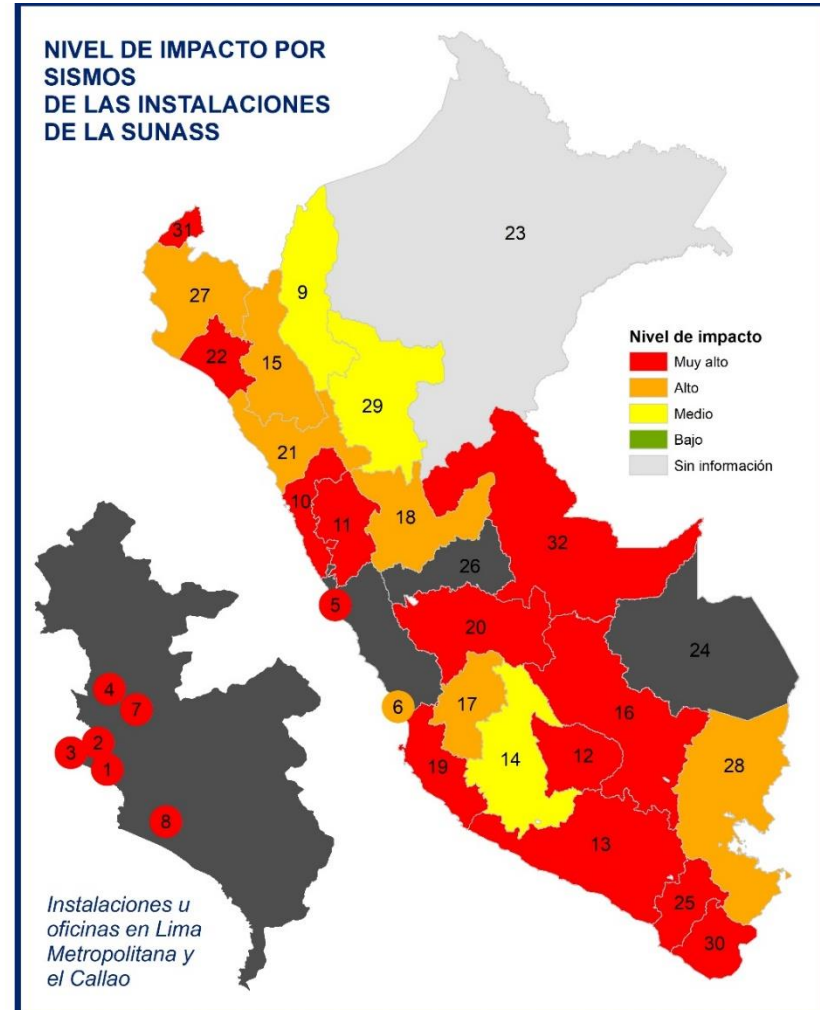 NIVEL DE IMPACTO POR
SISMOS
DE LAS INSTALACIONES
DE LA SUNASS
31
27
9
23
22
15
29
21
10
11
18
32
26
5
20
24
6
17
16
19
14
12
28
13
25
30
Nivel de impacto
Muy alto
Alto
Medio
Bajo
Sin información
4
7
2
3
1
8
Instalaciones u
oficinas en Lima
Metropolitana y
el Callao